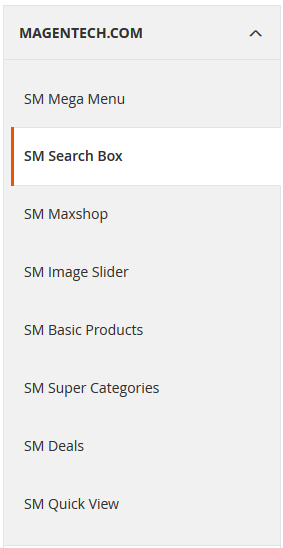 MAGENTECH.COM
SM Mega Menu
SM Search Box
SM Maxshop
SM Image Slider
SM Basic Products
SM Super Categories
SM Deals
SM Quick View